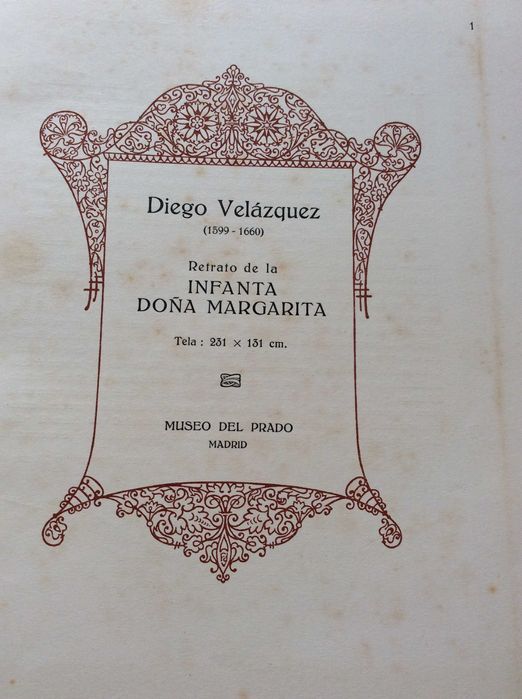 1
Diego Velázquez
(1599 - 1660)
Retrato de la
INFANTA
DOÑA MARGARITA
Tela : 231 × 131 cm.
MUSEO DEL PRADO
MADRID